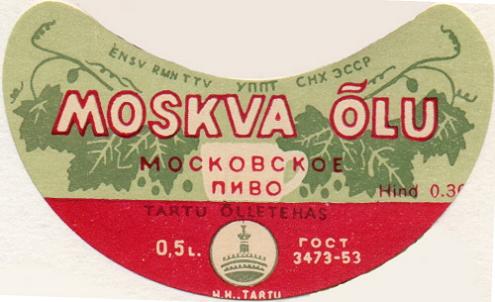 ENSV RMN TTV УППТ СНХ ЭССР
MOSKVA ÕLU
МОСКОВСКОЕ
ПИВО
Hind 0.30
TARTU ÕLLETEHAS
0,5 L.
ГОСТ
3473-53
H.H., TARTU